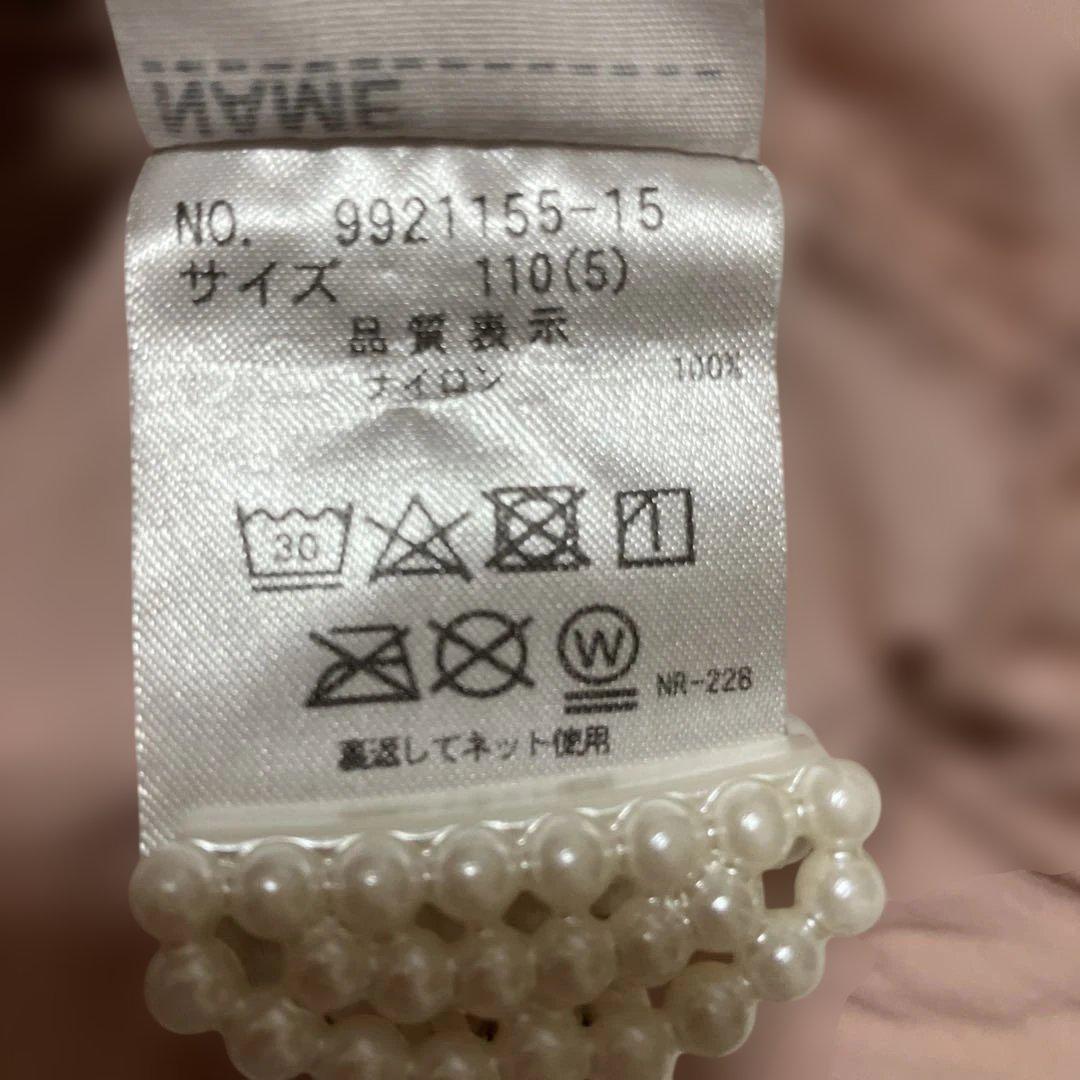 NAME
NO. 9921155-15
サイズ 110(5)
品質表示
ナイロン 100%
30
W NR-228
裏返してネット使用